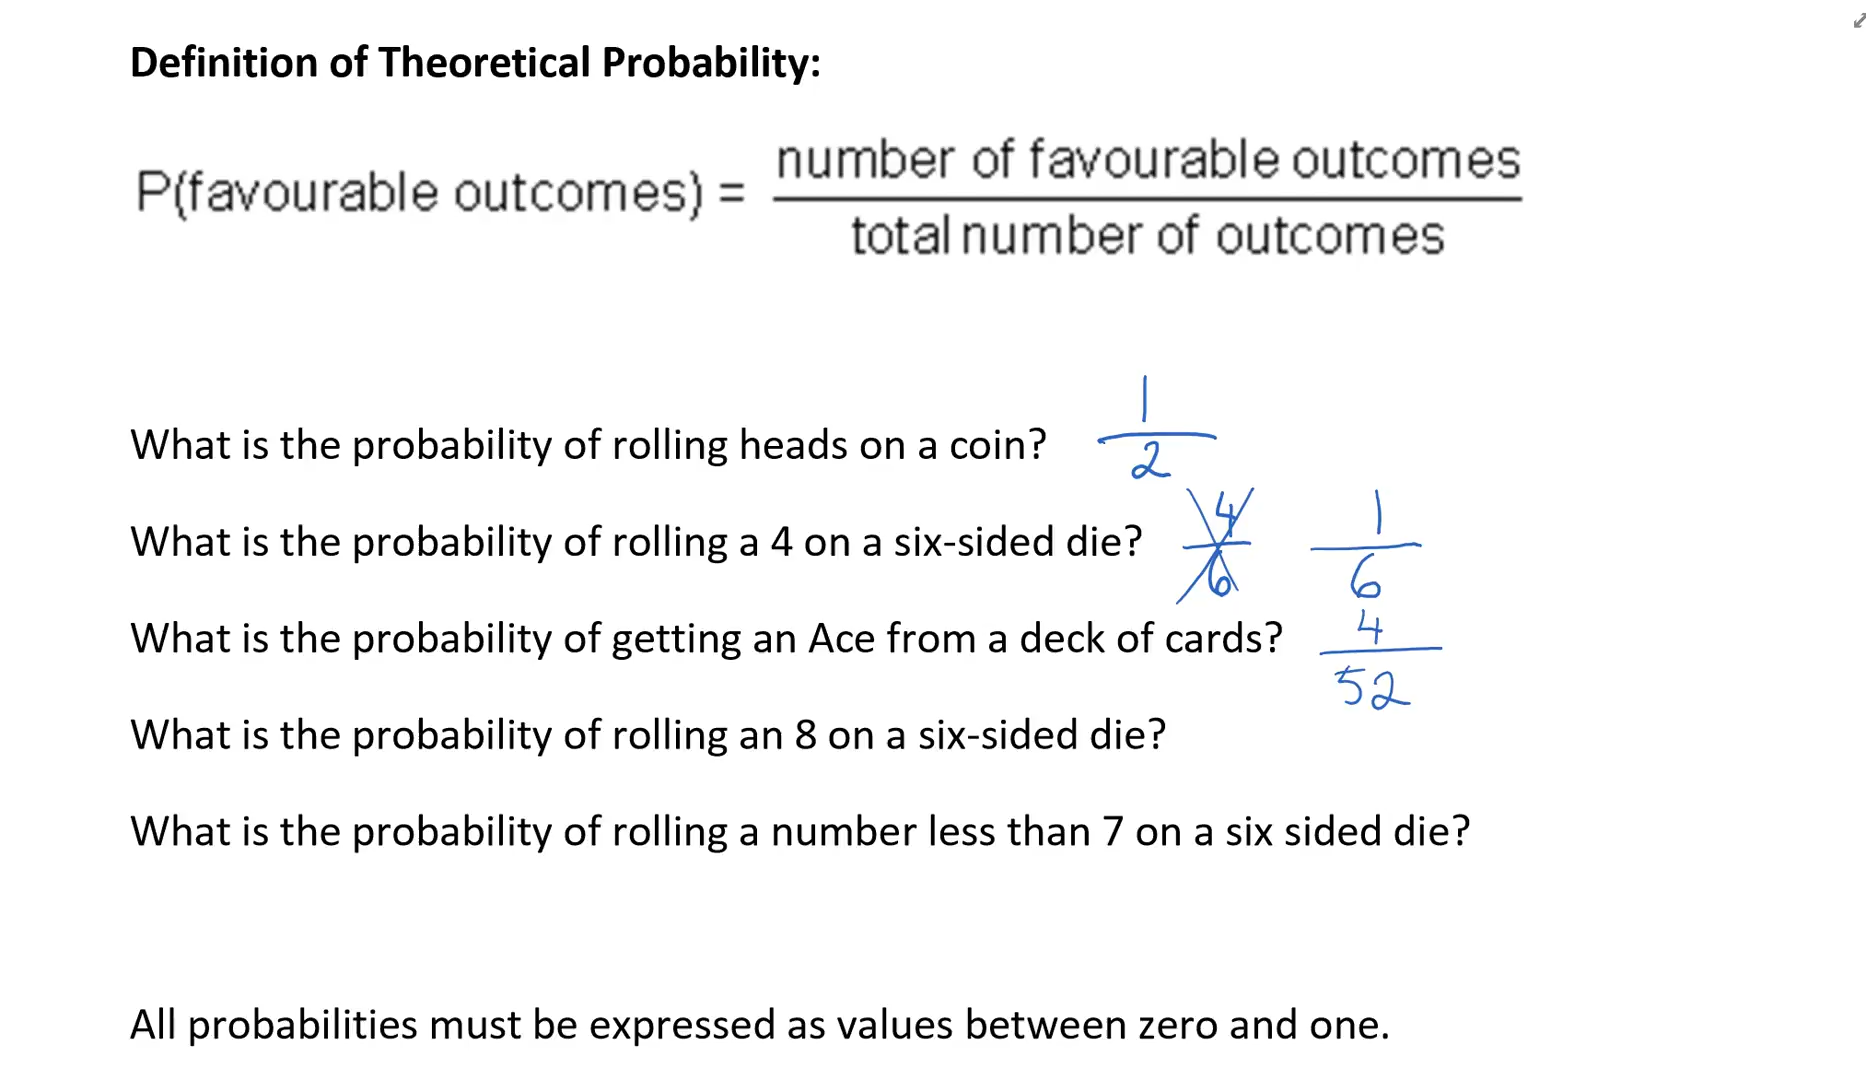 Definition of Theoretical Probability:
P(favourable outcomes) = number of favourable outcomes / total number of outcomes
What is the probability of rolling heads on a coin? 1/2
What is the probability of rolling a 4 on a six-sided die? 4/6 1/6
What is the probability of getting an Ace from a deck of cards? 4/52
What is the probability of rolling an 8 on a six-sided die?
What is the probability of rolling a number less than 7 on a six sided die?
All probabilities must be expressed as values between zero and one.